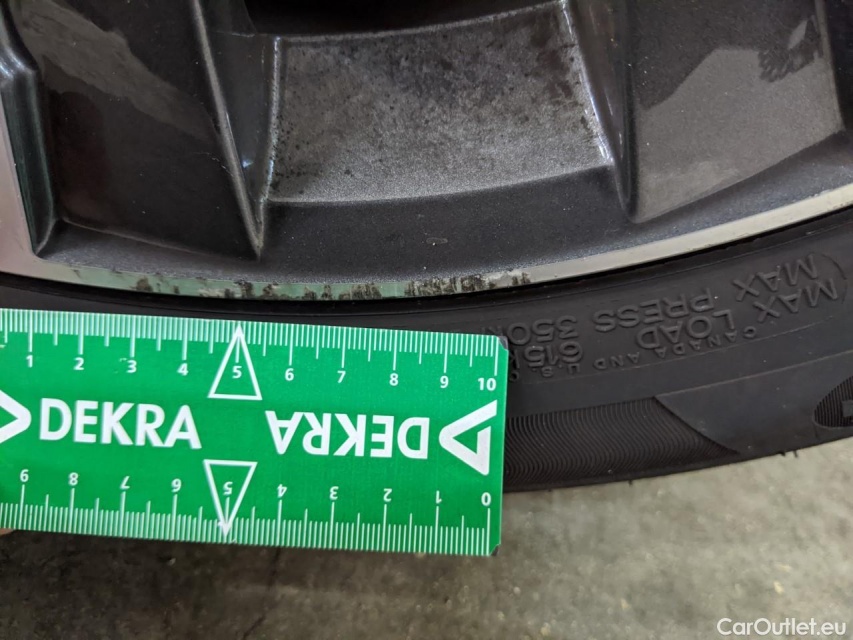 MAX LOAD 615
MAX PRESS 350
CANADA AND U.S.
1 2 3 4 5 6 7 8 9 10
DEKRA DEKRA
9 8 7 6 5 4 3 2 1 0
CarOutlet.eu